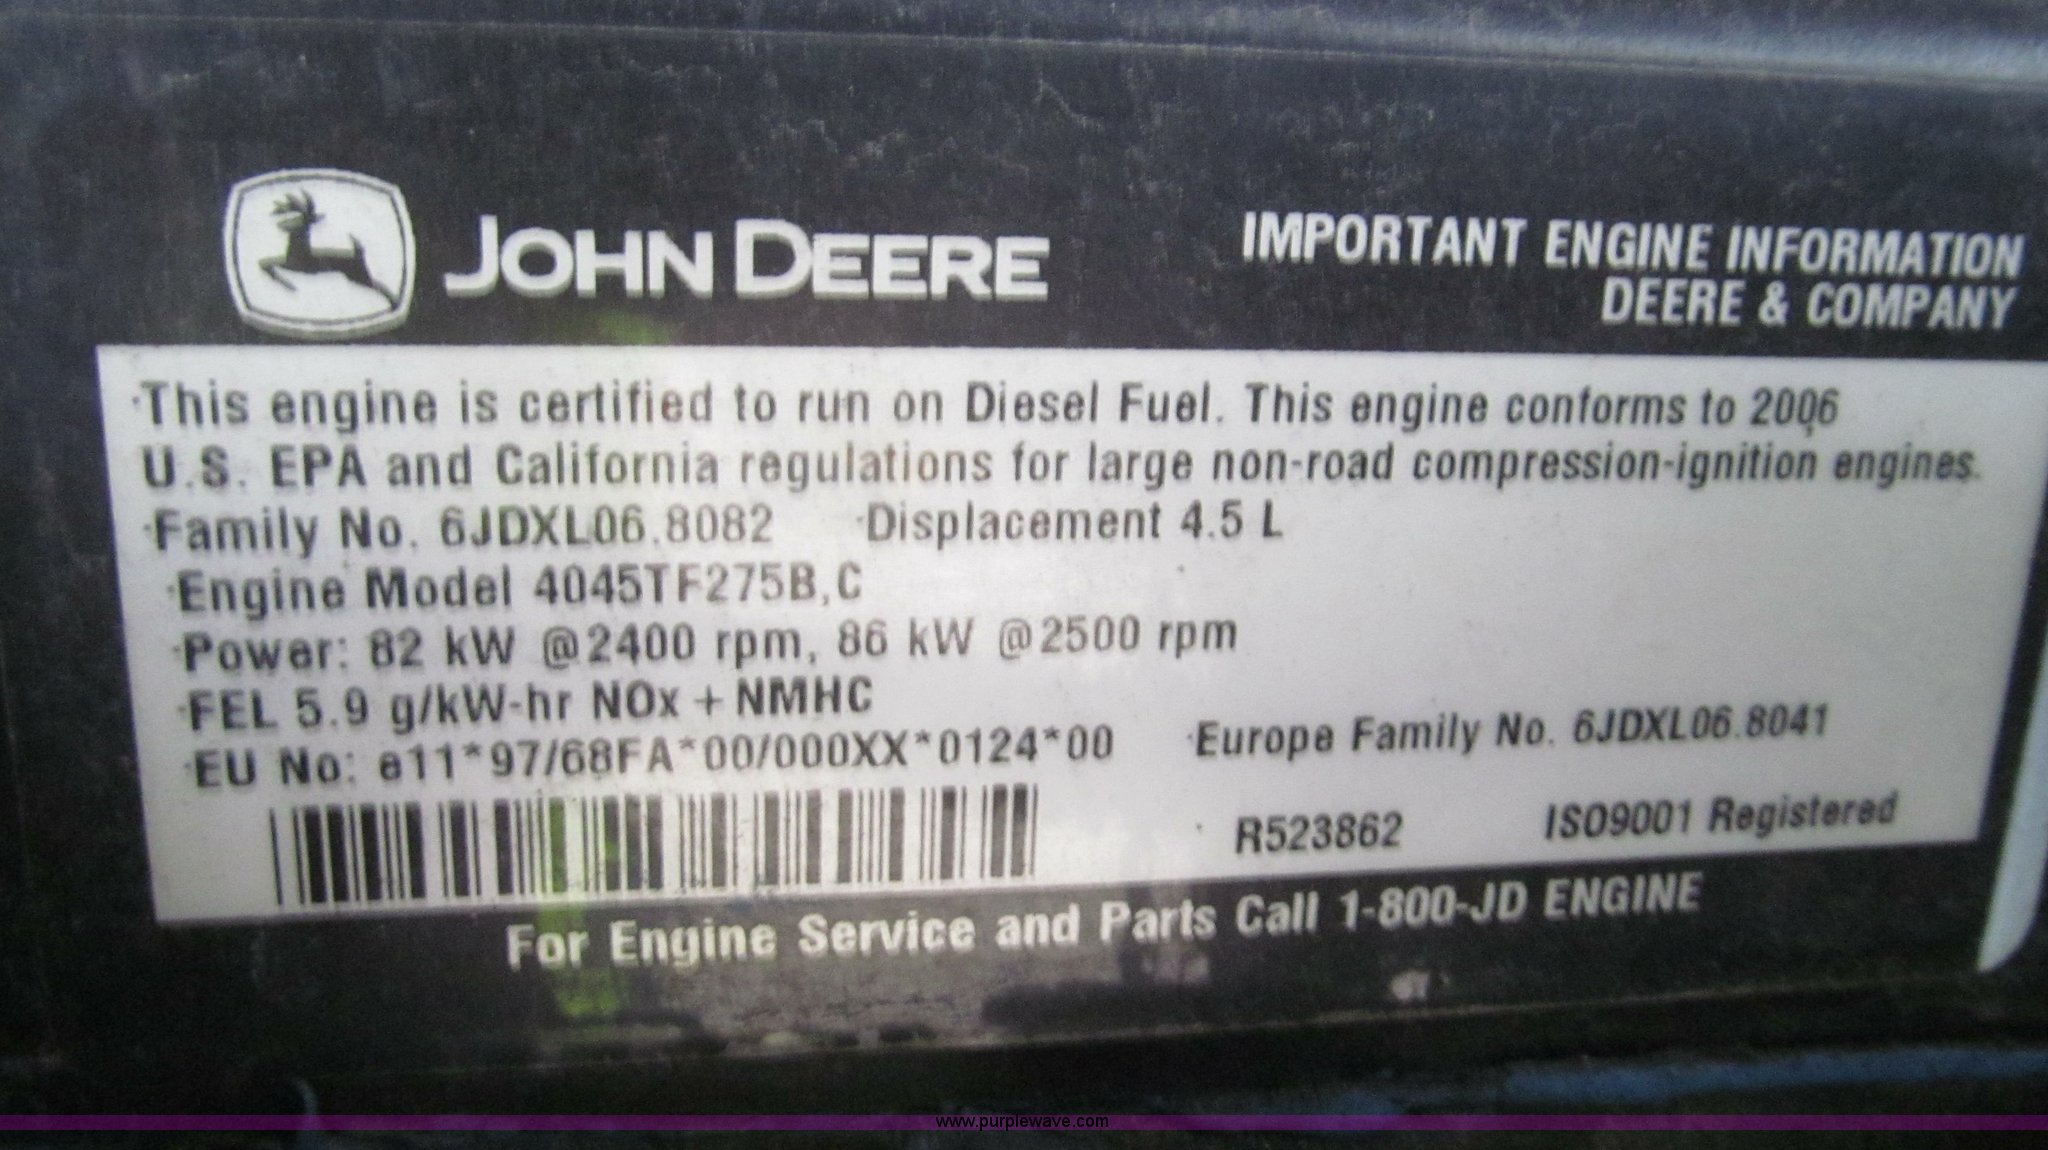 JOHN DEERE
IMPORTANT ENGINE INFORMATION
DEERE & COMPANY
·This engine is certified to run on Diesel Fuel. This engine conforms to 2006
U.S. EPA and California regulations for large non-road compression-ignition engines.
·Family No. 6JDXL06.8082 ·Displacement 4.5 L
·Engine Model 4045TF275B,C
·Power: 82 kW @2400 rpm, 86 kW @2500 rpm
·FEL 5.9 g/kW-hr NOx + NMHC
·EU No: e11*97/68FA*00/000XX*0124*00 ·Europe Family No. 6JDXL06.8041
R523862 ISO9001 Registered
For Engine Service and Parts Call 1-800-JD ENGINE
www.purplewave.com